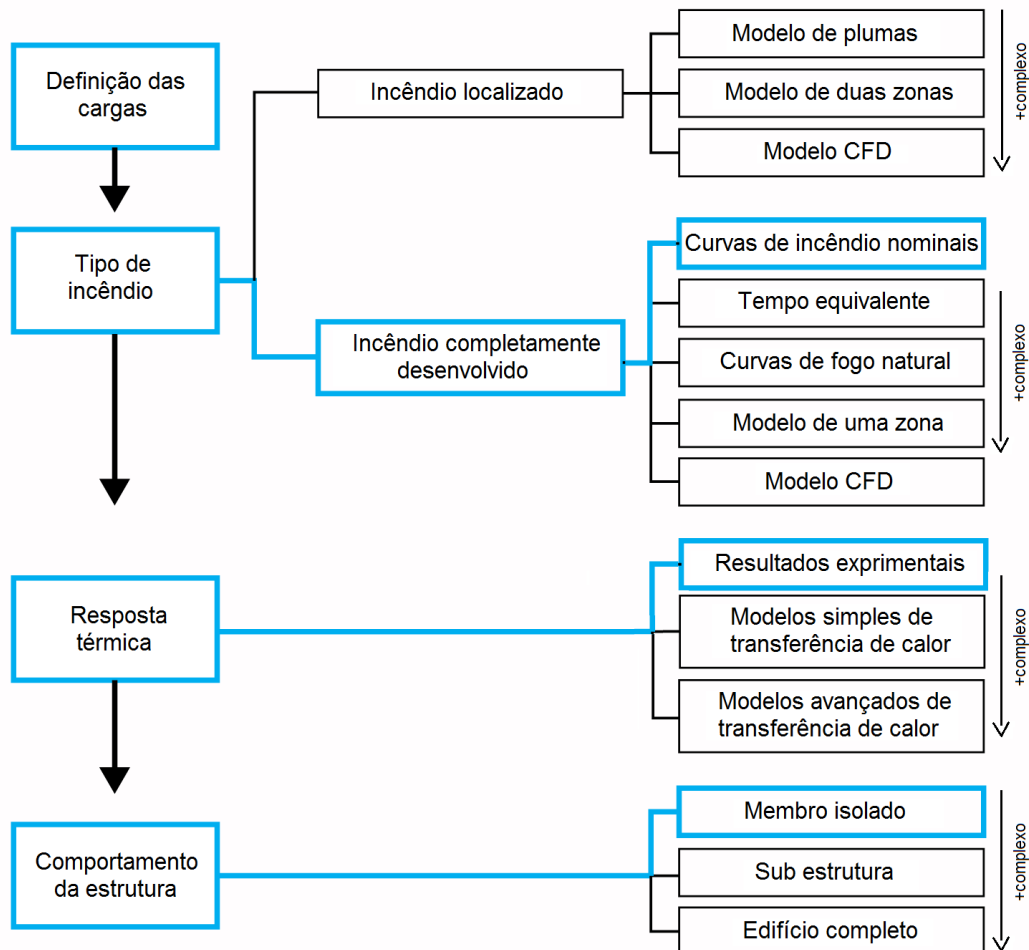 Definição das
cargas
Tipo de
incêndio
Resposta
térmica
Comportamento
da estrutura
Incêndio localizado
Modelo de plumas
Modelo de duas zonas
Modelo CFD
+complexo
Incêndio completamente
desenvolvido
Curvas de incêndio nominais
Tempo equivalente
Curvas de fogo natural
Modelo de uma zona
Modelo CFD
+complexo
Resultados exprimentais
Modelos simples de
transferência de calor
Modelos avançados de
transferência de calor
+complexo
Membro isolado
Sub estrutura
Edifício completo
+complexo